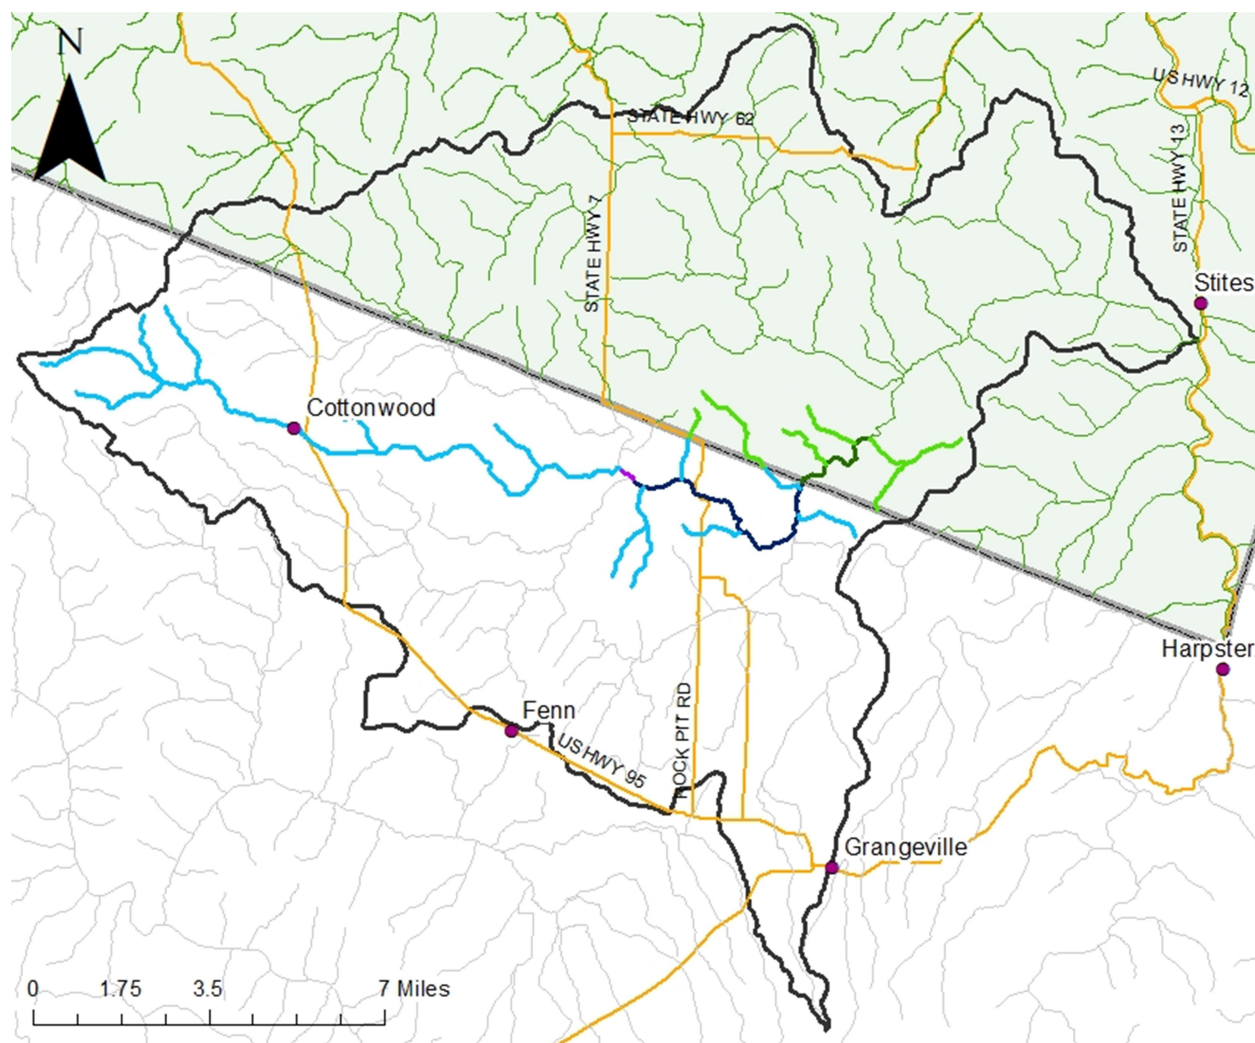 N
US HWY 12
STATE HWY 62
STATE HWY 13
STATE HWY 7
Stites
Cottonwood
Harpster
Fenn
US HWY 95
ROCK PIT RD
Grangeville
0 1.75 3.5 7 Miles